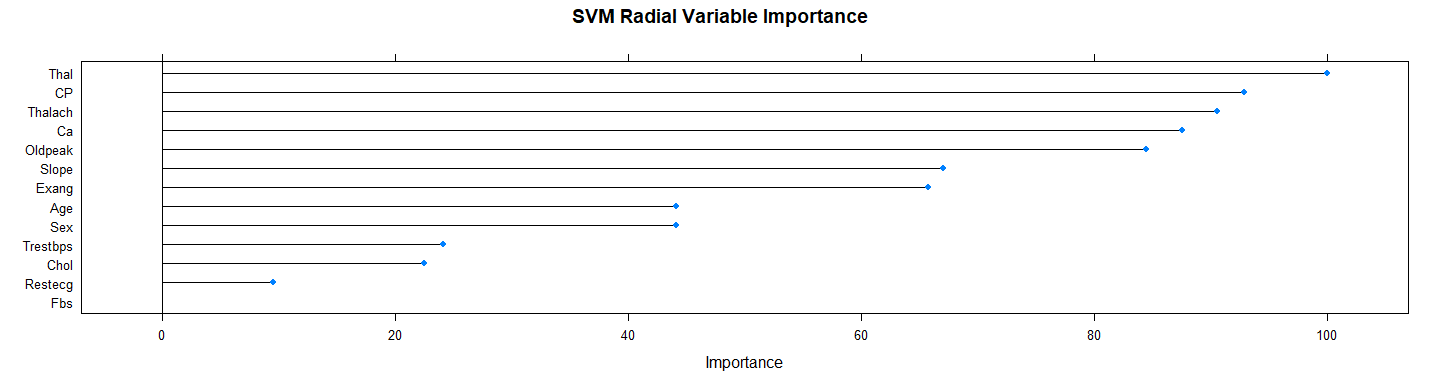 SVM Radial Variable Importance
Thal
CP
Thalach
Ca
Oldpeak
Slope
Exang
Age
Sex
Trestbps
Chol
Restecg
Fbs
0 20 40 60 80 100
Importance